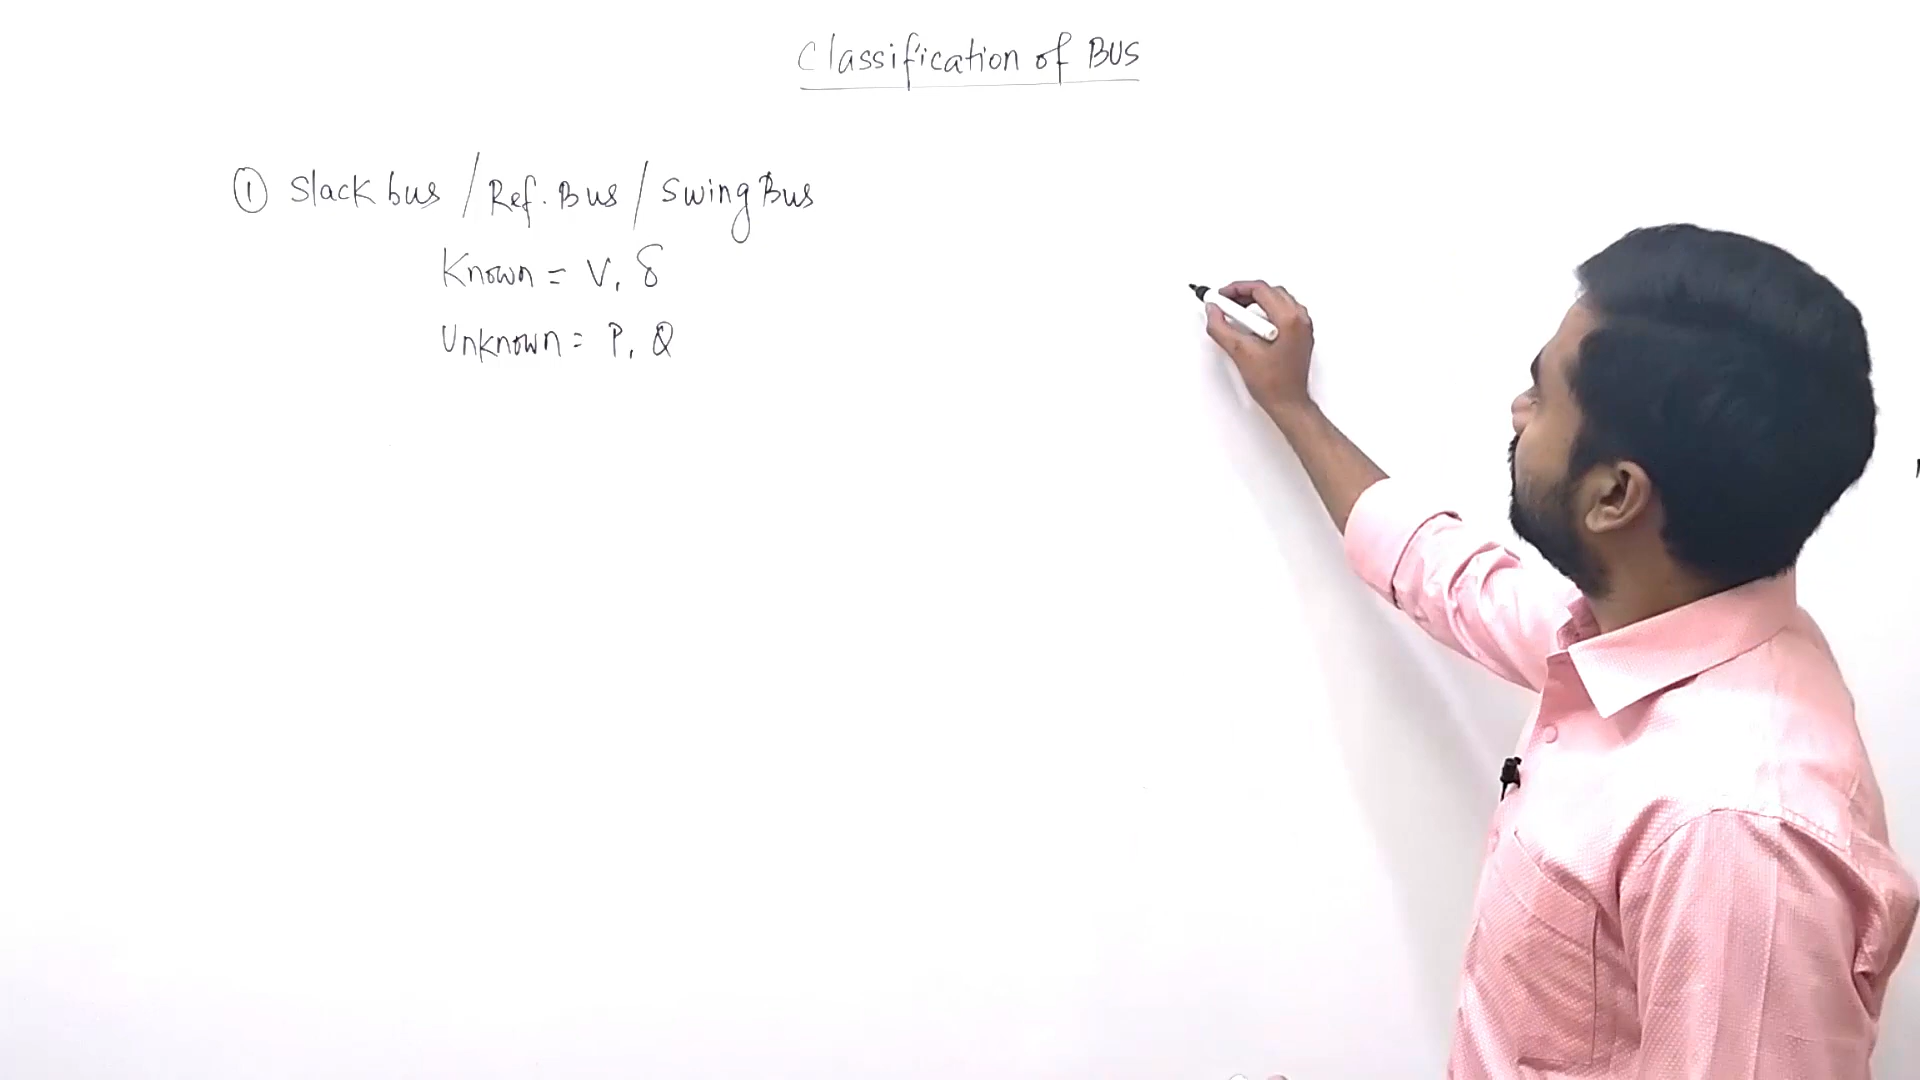 Classification of BUS
① Slack bus / Ref. Bus / Swing Bus
Known = V, δ
Unknown = P, Q